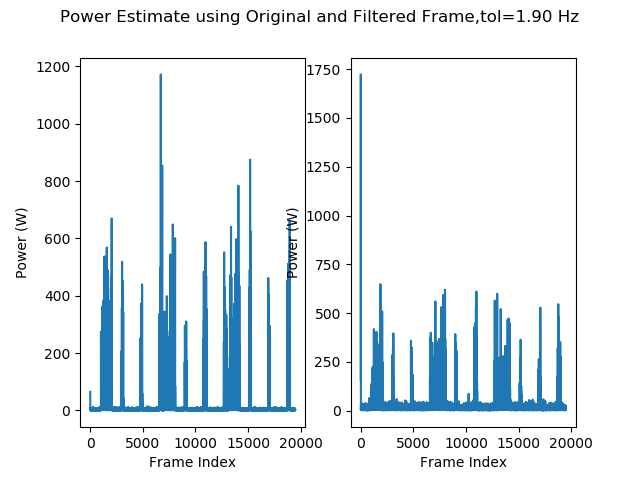 Power Estimate using Original and Filtered Frame,tol=1.90 Hz
1200
1000
800
600
400
200
0
Power (W)
0 5000 10000 15000 20000
Frame Index
1750
1500
1250
1000
750
500
250
0
Power (W)
0 5000 10000 15000 20000
Frame Index